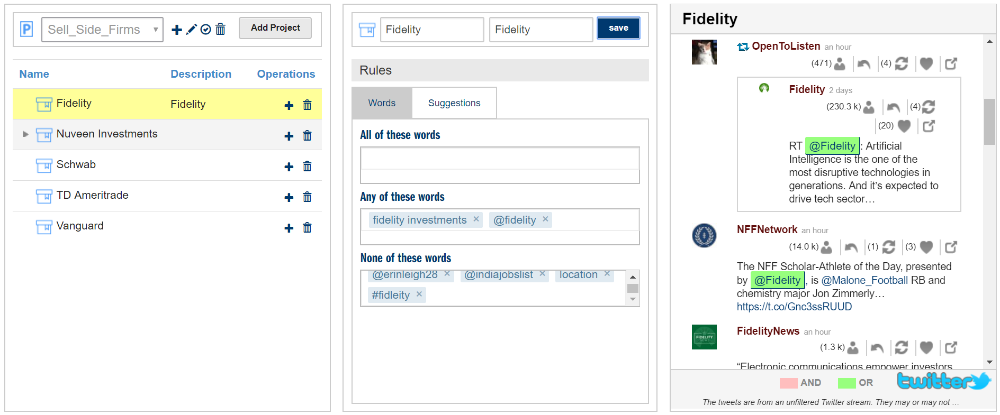 P Sell_Side_Firms Add Project
Name Description Operations
Fidelity Fidelity
Nuveen Investments
Schwab
TD Ameritrade
Vanguard
Fidelity Fidelity save
Rules
Words Suggestions
All of these words
Any of these words
fidelity investments × @fidelity ×
None of these words
@erinleigh28 × @indiajobslist × location ×
#fidleity ×
Fidelity
OpenToListen an hour
(471) (4)
Fidelity 2 days
(230.3 k) (4)
(20)
RT @Fidelity : Artificial
Intelligence is the one of the
most disruptive technologies in
generations. And it’s expected to
drive tech sector…
NFFNetwork an hour
(14.0 k) (1) (3)
The NFF Scholar-Athlete of the Day, presented
by @Fidelity , is @Malone_Football RB and
chemistry major Jon Zimmerly…
https://t.co/Gnc3ssRUUD
FIDELITY
NEWS
FidelityNews an hour
(1.3 k)
“Electronic communications empower investors
AND OR twitter
The tweets are from an unfiltered Twitter stream. They may or may not …